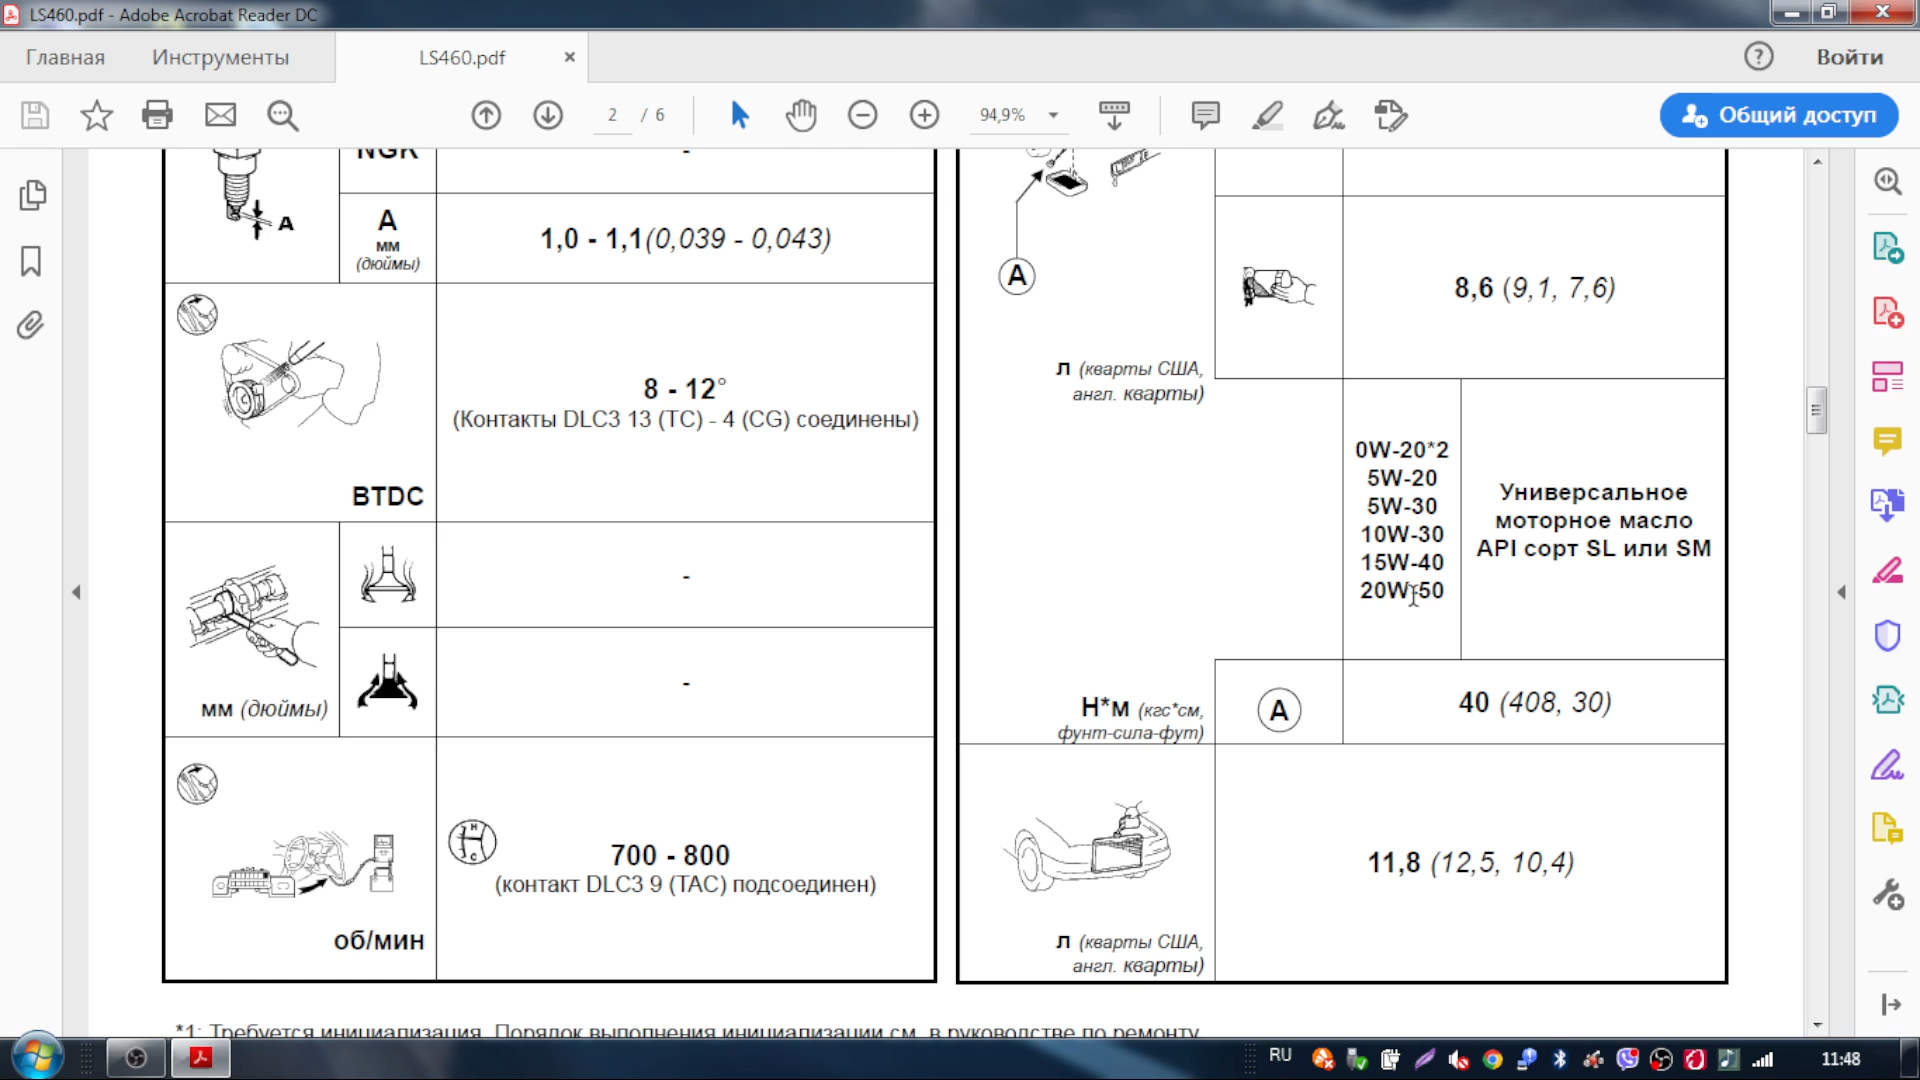 LS460.pdf - Adobe Acrobat Reader DC
Главная
Инструменты
LS460.pdf
Войти
2 / 6
94,9%
Общий доступ
NGK
-
А
А
мм
(дюймы)
1,0 - 1,1(0,039 - 0,043)
8 - 12°
(Контакты DLC3 13 (TC) - 4 (CG) соединены)
BTDC
-
-
мм (дюймы)
Н
С
700 - 800
(контакт DLC3 9 (TAC) подсоединен)
об/мин
А
8,6 (9,1, 7,6)
л (кварты США,
англ. кварты)
0W-20*2
5W-20
5W-30
10W-30
15W-40
20W-50
Универсальное
моторное масло
API сорт SL или SM
Н*м (кгс*см,
фунт-сила-фут)
А
40 (408, 30)
11,8 (12,5, 10,4)
л (кварты США,
англ. кварты)
*1: Требуется инициализация. Порядок выполнения инициализации см. в руководстве по ремонту
RU
11:48